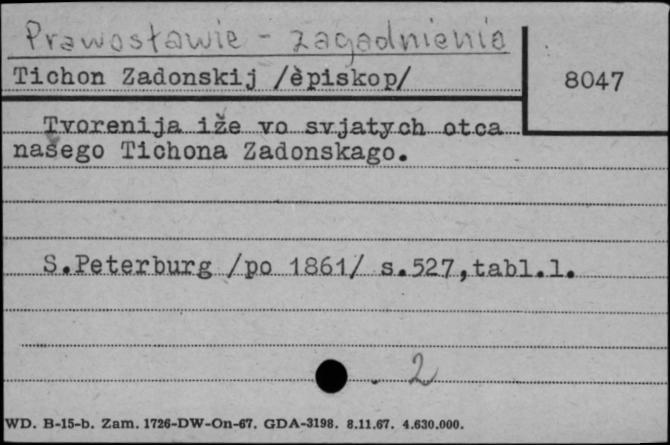 Prawosławie - zagadnienia
Tichon Zadonskij /èpiskop/
8047
Tvorenija iže vo svjatych otca
našego Tichona Zadonskago.
S.Peterburg /po 1861/ s.527,tabl.1.
2
WD. B-15-b. Zam. 1726-DW-On-67. GDA-3198. 8.11.67. 4.630.000.